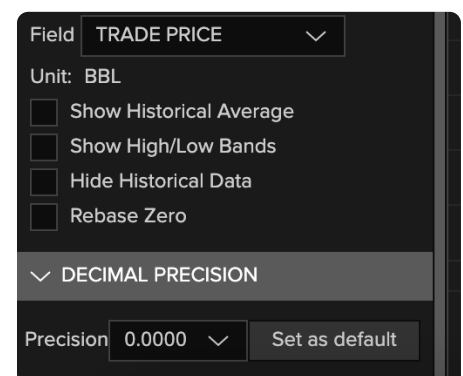 Field TRADE PRICE
Unit: BBL
Show Historical Average
Show High/Low Bands
Hide Historical Data
Rebase Zero
DECIMAL PRECISION
Precision 0.0000 Set as default